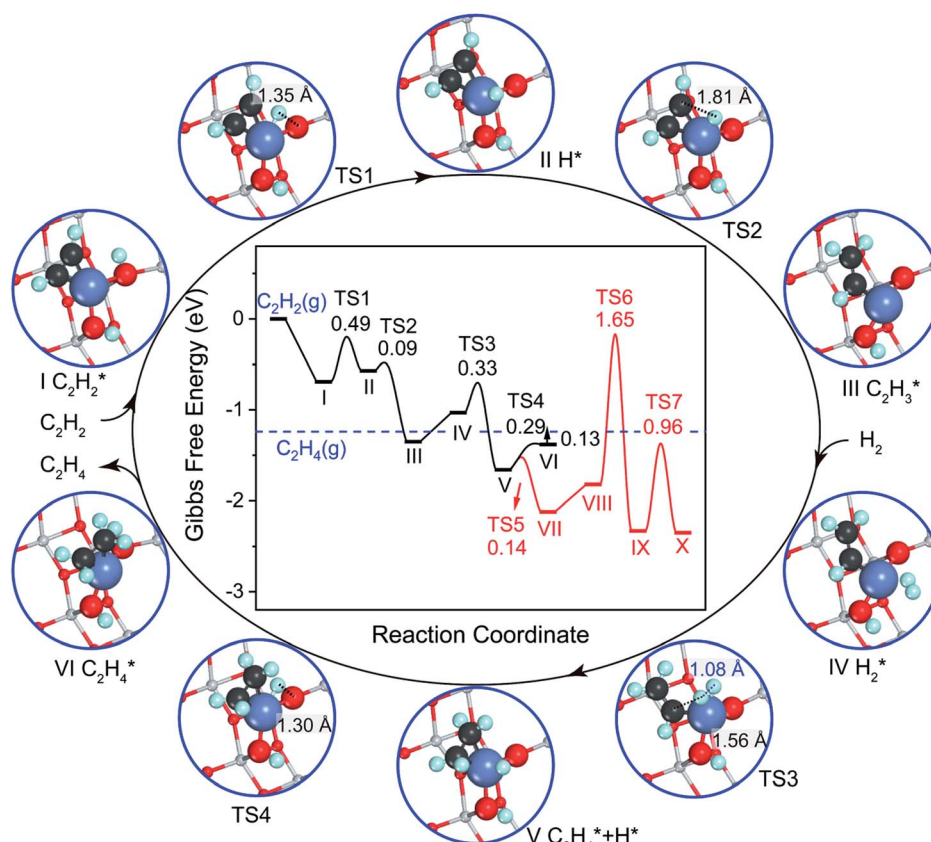 1.35 Å
TS1
II H*
1.81 Å
TS2
I C₂H₂*
III C₂H₃*
C₂H₂
C₂H₄
H₂
Gibbs Free Energy (eV)
0
-1
-2
-3
C₂H₂(g)
TS1
0.49
TS2
0.09
TS3
0.33
TS4
0.29
0.13
TS6
1.65
TS7
0.96
C₂H₄(g)
I
II
III
IV
V
VI
TS5
0.14
VII
VIII
IX
X
Reaction Coordinate
VI C₂H₄*
IV H₂*
1.30 Å
TS4
1.08 Å
1.56 Å
TS3